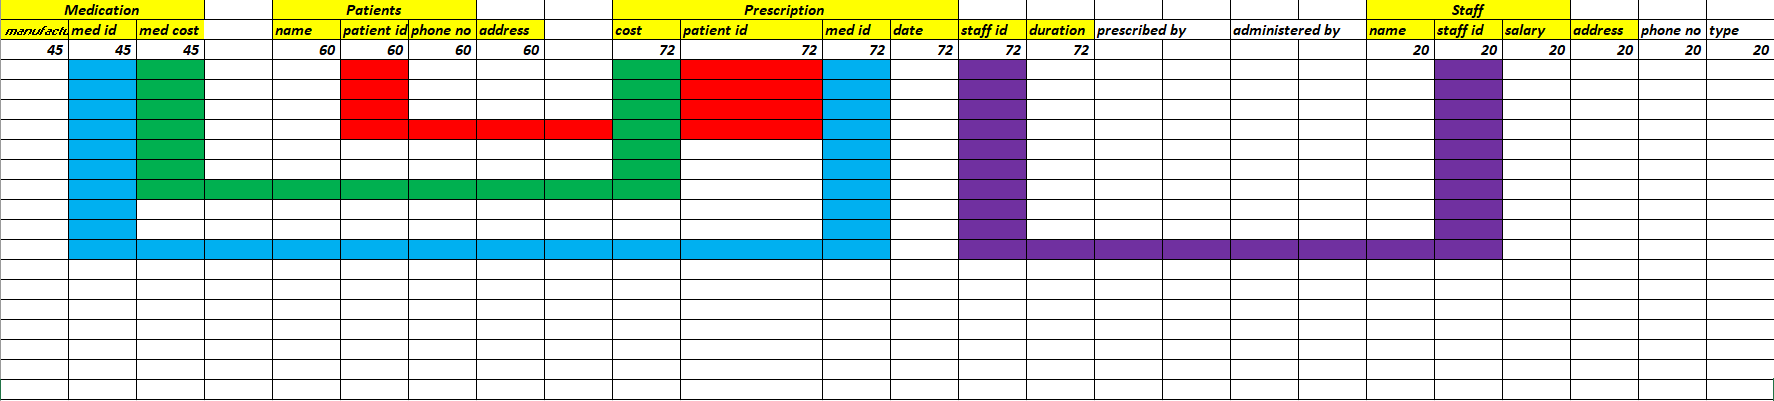 Medication Patients Prescription Staff
med id med cost name patient id phone no address cost patient id med id date staff id duration prescribed by administered by name staff id salary address phone no type
45 45 45 60 60 60 60 72 72 72 72 72 72 20 20 20 20 20 20